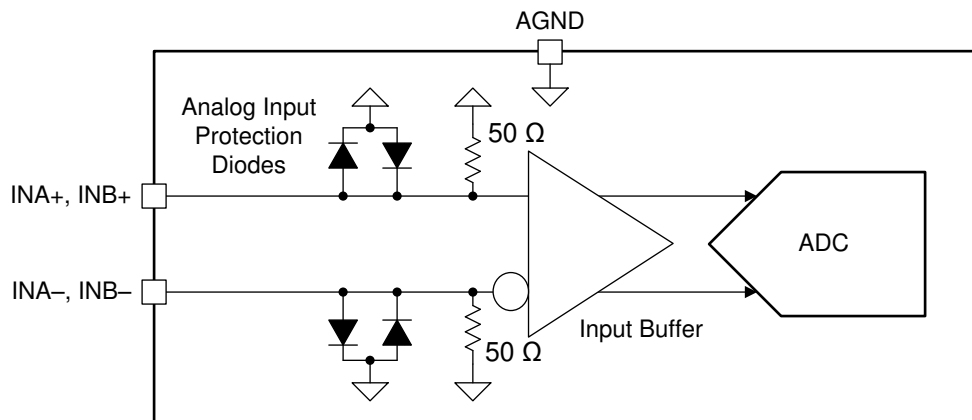 AGND
Analog Input
Protection
Diodes
50 Ω
INA+, INB+
ADC
INA–, INB–
Input Buffer
50 Ω